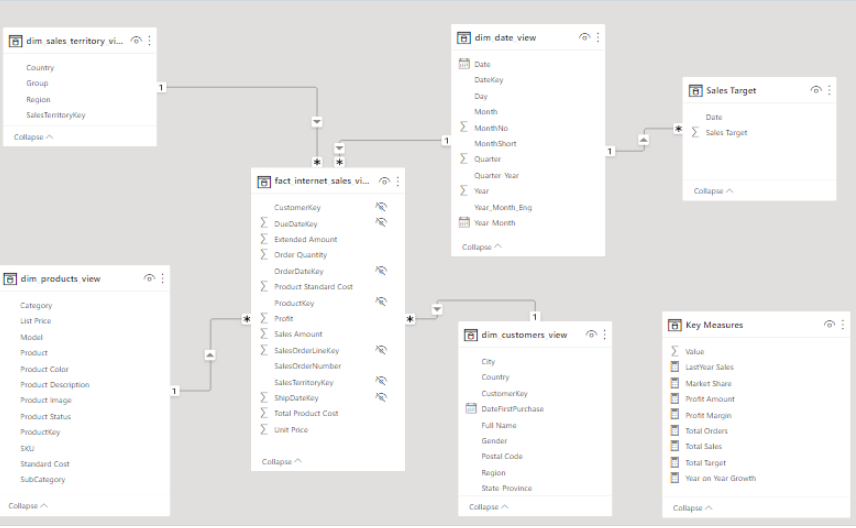 dim_sales_territory_vi...
Country
Group
Region
SalesTerritoryKey
Collapse
1
*
dim_date_view
Date
DateKey
Day
Month
MonthNo
MonthShort
Quarter
Quarter-Year
Year
Year_Month_Eng
Year-Month
Collapse
1
*
1
*
Sales Target
Date
Sales Target
Collapse
fact_internet_sales_vi...
CustomerKey
DueDateKey
Extended Amount
Order Quantity
OrderDateKey
Product Standard Cost
ProductKey
Profit
Sales Amount
SalesOrderLineKey
SalesOrderNumber
SalesTerritoryKey
ShipDateKey
Total Product Cost
Unit Price
Collapse
dim_products_view
Category
List Price
Model
Product
Product Color
Product Description
Product Image
Product Status
ProductKey
SKU
Standard Cost
SubCategory
Collapse
1
*
*
1
dim_customers_view
City
Country
CustomerKey
DateFirstPurchase
Full Name
Gender
Postal Code
Region
State-Province
Collapse
Key Measures
Value
LastYear Sales
Market Share
Profit Amount
Profit Margin
Total Orders
Total Sales
Total Target
Year on Year Growth
Collapse